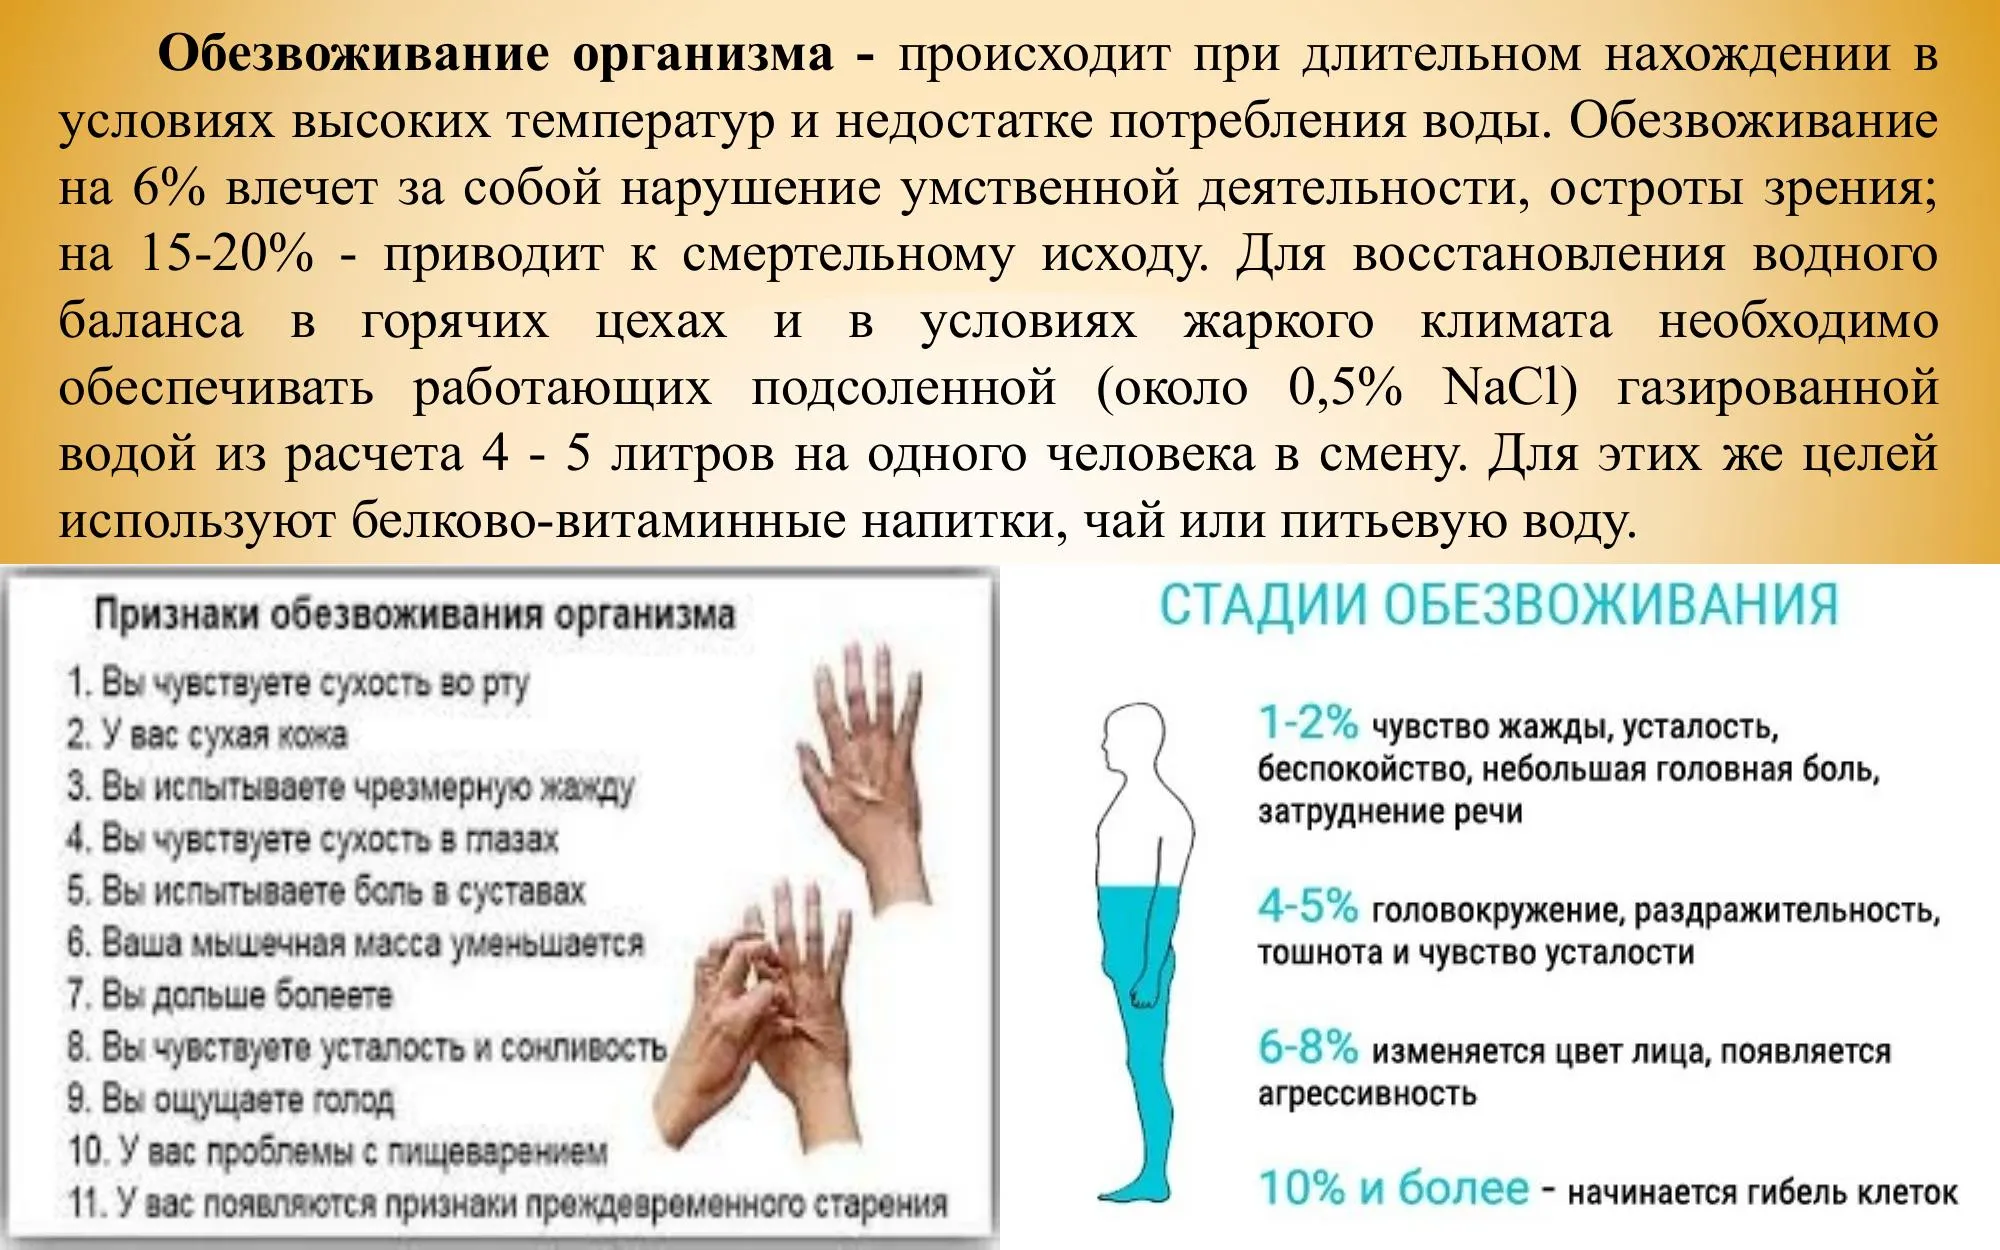 Обезвоживание организма - происходит при длительном нахождении в
условиях высоких температур и недостатке потребления воды. Обезвоживание
на 6% влечет за собой нарушение умственной деятельности, остроты зрения;
на 15-20% - приводит к смертельному исходу. Для восстановления водного
баланса в горячих цехах и в условиях жаркого климата необходимо
обеспечивать работающих подсоленной (около 0,5% NaCl) газированной
водой из расчета 4 - 5 литров на одного человека в смену. Для этих же целей
используют белково-витаминные напитки, чай или питьевую воду.
Признаки обезвоживания организма
1. Вы чувствуете сухость во рту
2. У вас сухая кожа
3. Вы испытываете чрезмерную жажду
4. Вы чувствуете сухость в глазах
5. Вы испытываете боль в суставах
6. Ваша мышечная масса уменьшается
7. Вы дольше болеете
8. Вы чувствуете усталость и сонливость
9. Вы ощущаете голод
10. У вас проблемы с пищеварением
11. У вас появляются признаки преждевременного старения
СТАДИИ ОБЕЗВОЖИВАНИЯ
1-2% чувство жажды, усталость,
беспокойство, небольшая головная боль,
затруднение речи
4-5% головокружение, раздражительность,
тошнота и чувство усталости
6-8% изменяется цвет лица, появляется
агрессивность
10% и более - начинается гибель клеток